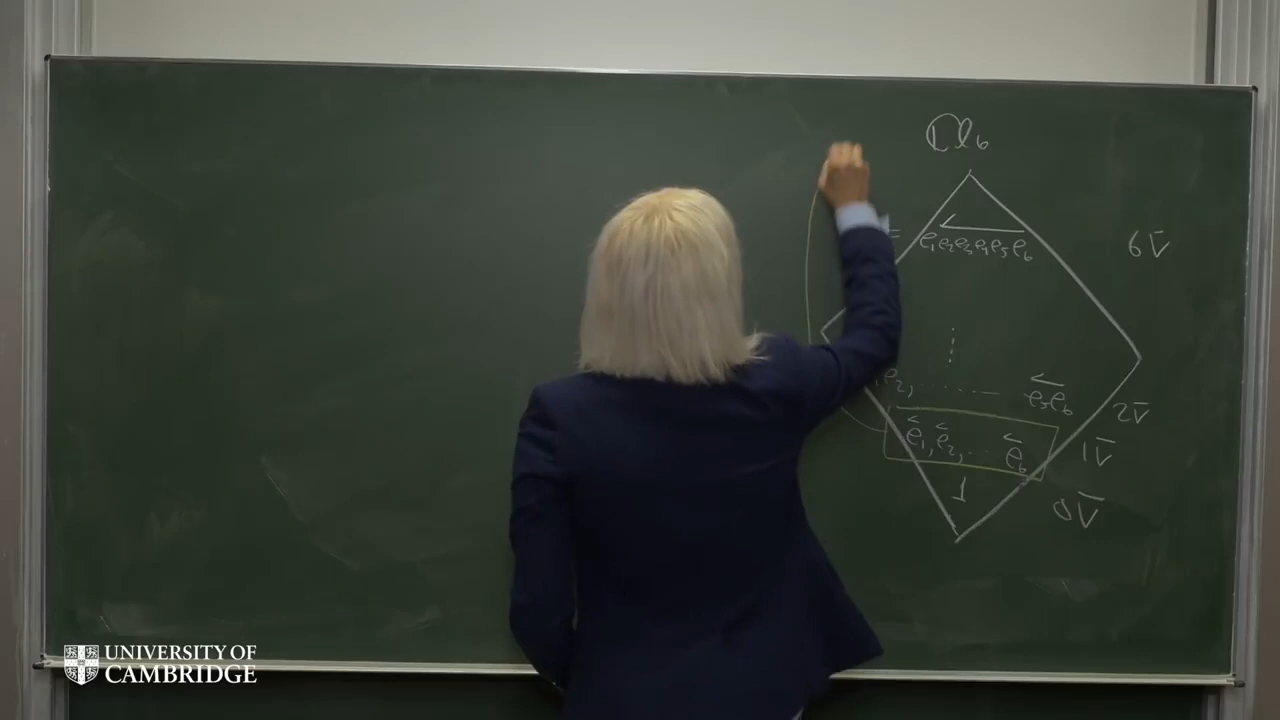 ℂl₆
=
←
e₁e₂e₃e₄e₅e₆
6v̅
e₂, ....... — e₅e₆
2v̅
e₁, e₂, ... e₆
1v̅
1
0v̅
UNIVERSITY OF
CAMBRIDGE